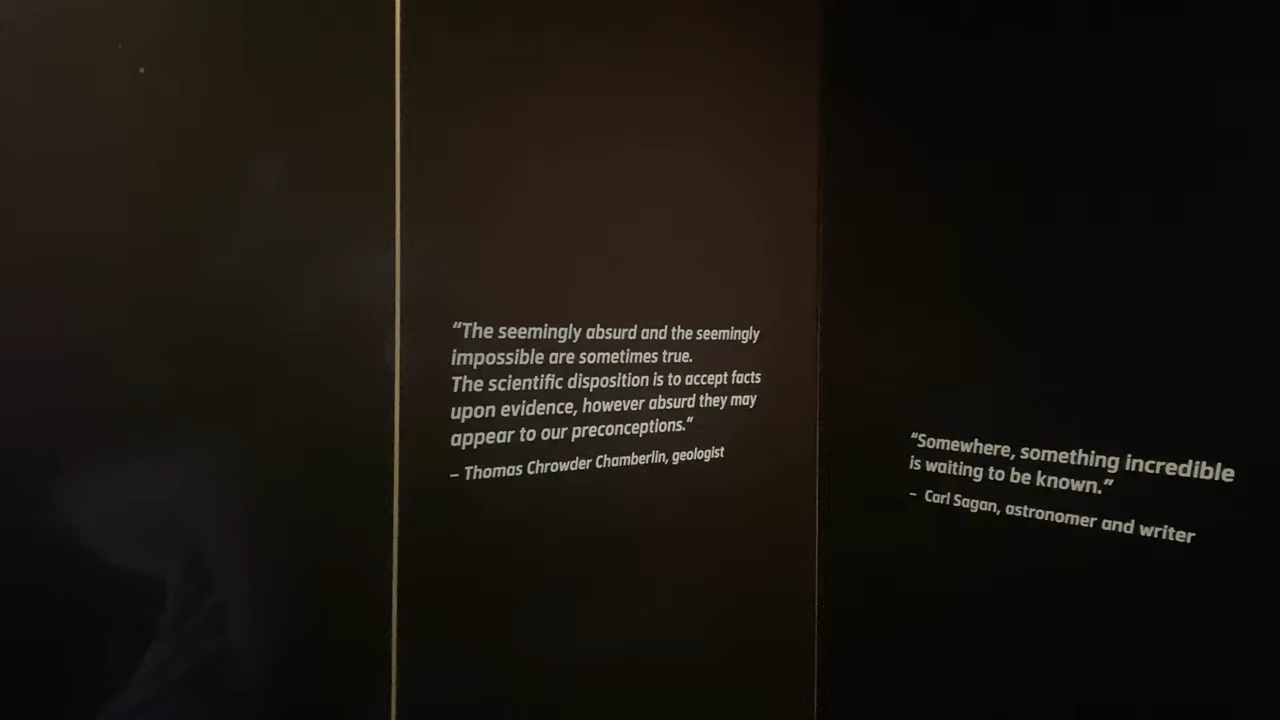 “The seemingly absurd and the seemingly
impossible are sometimes true.
The scientific disposition is to accept facts
upon evidence, however absurd they may
appear to our preconceptions.”
– Thomas Chrowder Chamberlin, geologist
“Somewhere, something incredible
is waiting to be known.”
– Carl Sagan, astronomer and writer